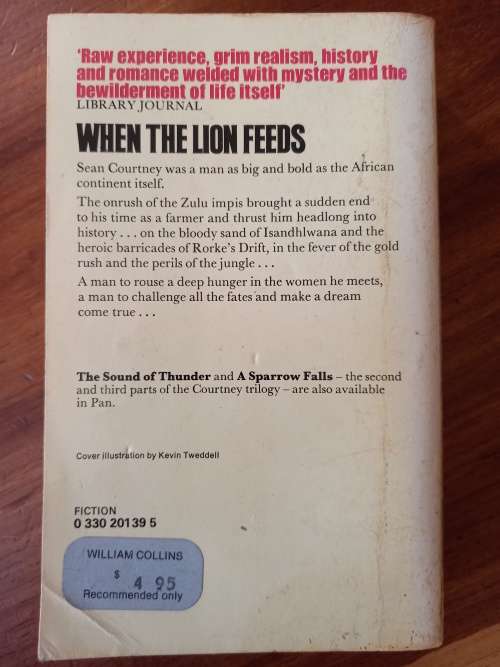 'Raw experience, grim realism, history
and romance welded with mystery and the
bewilderment of life itself'
LIBRARY JOURNAL
WHEN THE LION FEEDS
Sean Courtney was a man as big and bold as the African
continent itself.
The onrush of the Zulu impis brought a sudden end
to his time as a farmer and thrust him headlong into
history . . . on the bloody sand of Isandhlwana and the
heroic barricades of Rorke's Drift, in the fever of the gold
rush and the perils of the jungle . . .
A man to rouse a deep hunger in the women he meets,
a man to challenge all the fates and make a dream
come true . . .
The Sound of Thunder and A Sparrow Falls – the second
and third parts of the Courtney trilogy – are also available
in Pan.
Cover illustration by Kevin Tweddell
FICTION
0 330 20139 5
WILLIAM COLLINS
$ 4 95
Recommended only